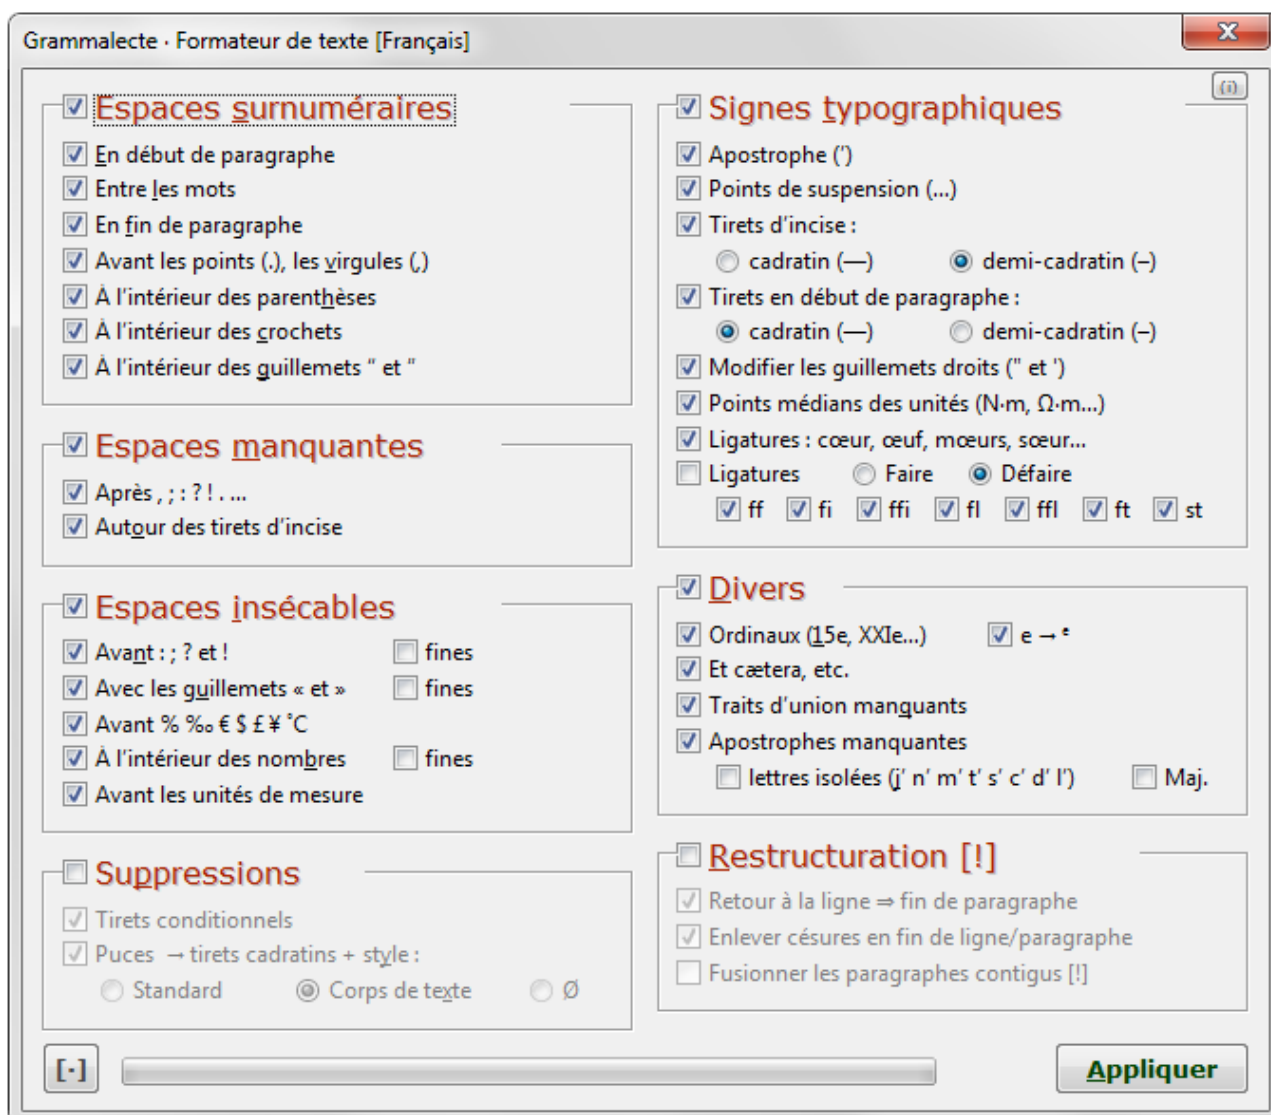 Grammalecte · Formateur de texte [Français]
(i)
Espaces surnuméraires
En début de paragraphe
Entre les mots
En fin de paragraphe
Avant les points (.), les virgules (,)
À l’intérieur des parenthèses
À l’intérieur des crochets
À l’intérieur des guillemets “ et ”
Espaces manquantes
Après , ; : ? ! . …
Autour des tirets d’incise
Espaces insécables
Avant : ; ? et !
fines
Avec les guillemets « et »
fines
Avant % ‰ € $ £ ¥ ˚C
À l’intérieur des nombres
fines
Avant les unités de mesure
Suppressions
Tirets conditionnels
Puces → tirets cadratins + style :
Standard
Corps de texte
Ø
Signes typographiques
Apostrophe (’)
Points de suspension (…)
Tirets d’incise :
cadratin (—)
demi-cadratin (–)
Tirets en début de paragraphe :
cadratin (—)
demi-cadratin (–)
Modifier les guillemets droits (" et ')
Points médians des unités (N·m, Ω·m…)
Ligatures : cœur, œuf, mœurs, sœur…
Ligatures
Faire
Défaire
ff fi ffi fl ffl ft st
Divers
Ordinaux (15e, XXIe…)
e → ᵉ
Et cætera, etc.
Traits d’union manquants
Apostrophes manquantes
lettres isolées (j’ n’ m’ t’ s’ c’ d’ l’)
Maj.
Restructuration [!]
Retour à la ligne ⇒ fin de paragraphe
Enlever césures en fin de ligne/paragraphe
Fusionner les paragraphes contigus [!]
[·]
Appliquer